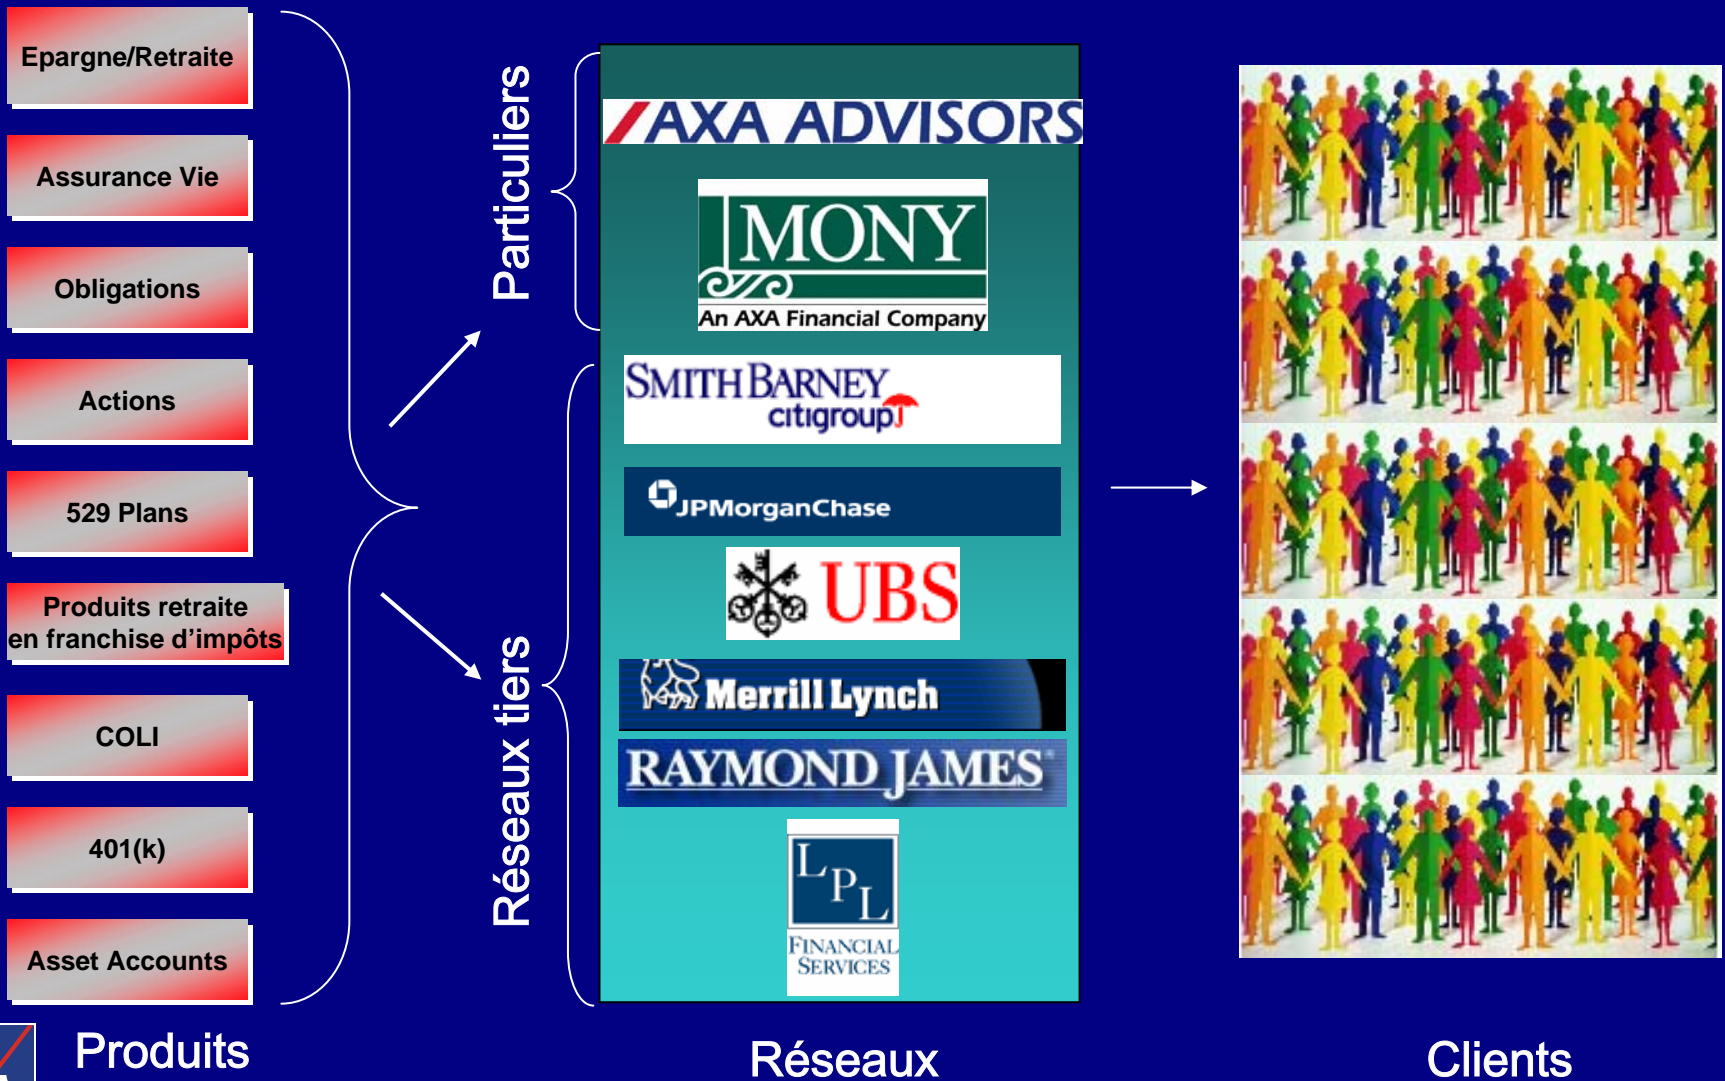 Epargne/Retraite
Assurance Vie
Obligations
Actions
529 Plans
Produits retraite
en franchise d’impôts
COLI
401(k)
Asset Accounts
Produits
Particuliers
Réseaux tiers
AXA ADVISORS
MONY
An AXA Financial Company
SMITH BARNEY
citigroup
JPMorganChase
UBS
Merrill Lynch
RAYMOND JAMES®
LPL
FINANCIAL
SERVICES
Réseaux
Clients